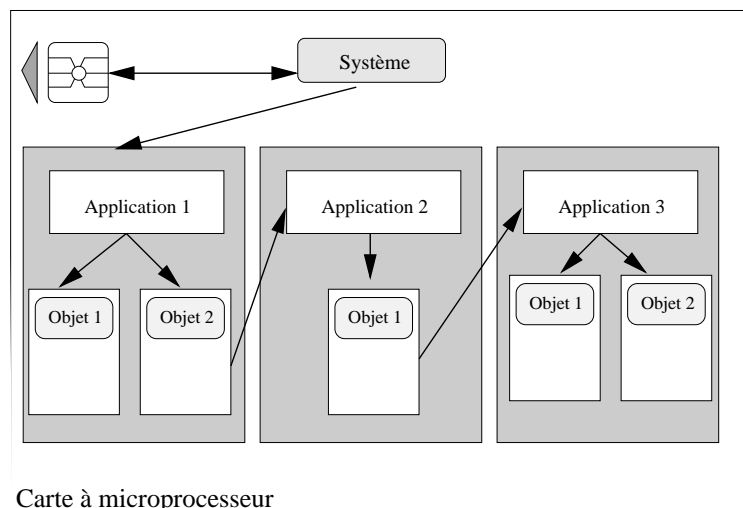 Système
Application 1
Application 2
Application 3
Objet 1
Objet 2
Objet 1
Objet 1
Objet 2
Carte à microprocesseur